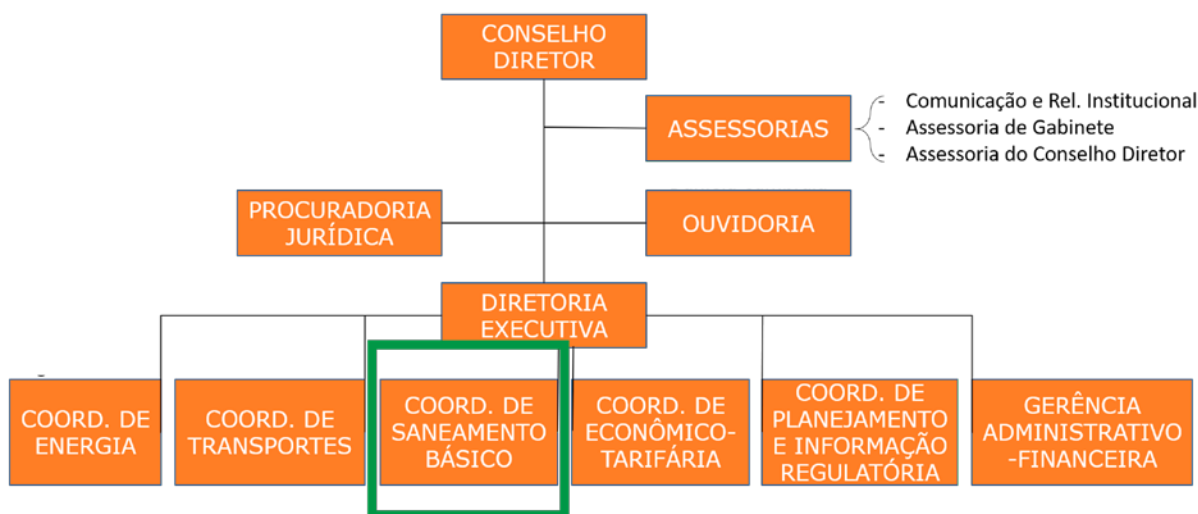 CONSELHO
DIRETOR
ASSESSORIAS
- Comunicação e Rel. Institucional
- Assessoria de Gabinete
- Assessoria do Conselho Diretor
PROCURADORIA
JURÍDICA
OUVIDORIA
DIRETORIA
EXECUTIVA
-
COORD. DE
ENERGIA
COORD. DE
TRANSPORTES
COORD. DE
SANEAMENTO
BÁSICO
COORD. DE
ECONÔMICO-
TARIFÁRIA
COORD. DE
PLANEJAMENTO
E INFORMAÇÃO
REGULATÓRIA
GERÊNCIA
ADMINISTRATIVO
-FINANCEIRA